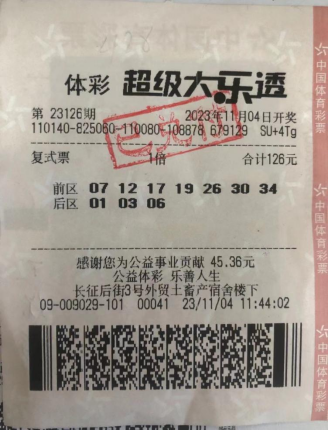 体彩 超级大乐透
第 23126期 2023年11月04日开奖
110140-825060-110080-108878 679129 SU+4Tg
复式票 1倍 合计126元
前区 07 12 17 19 26 30 34
后区 01 03 06
感谢您为公益事业贡献 45.36元
公益体彩 乐善人生
长征后街3号外贸土畜产宿舍楼下
09-009029-101 00041 23/11/04 11:44:02
中国体育彩票
中国体育彩票
中国体育彩票